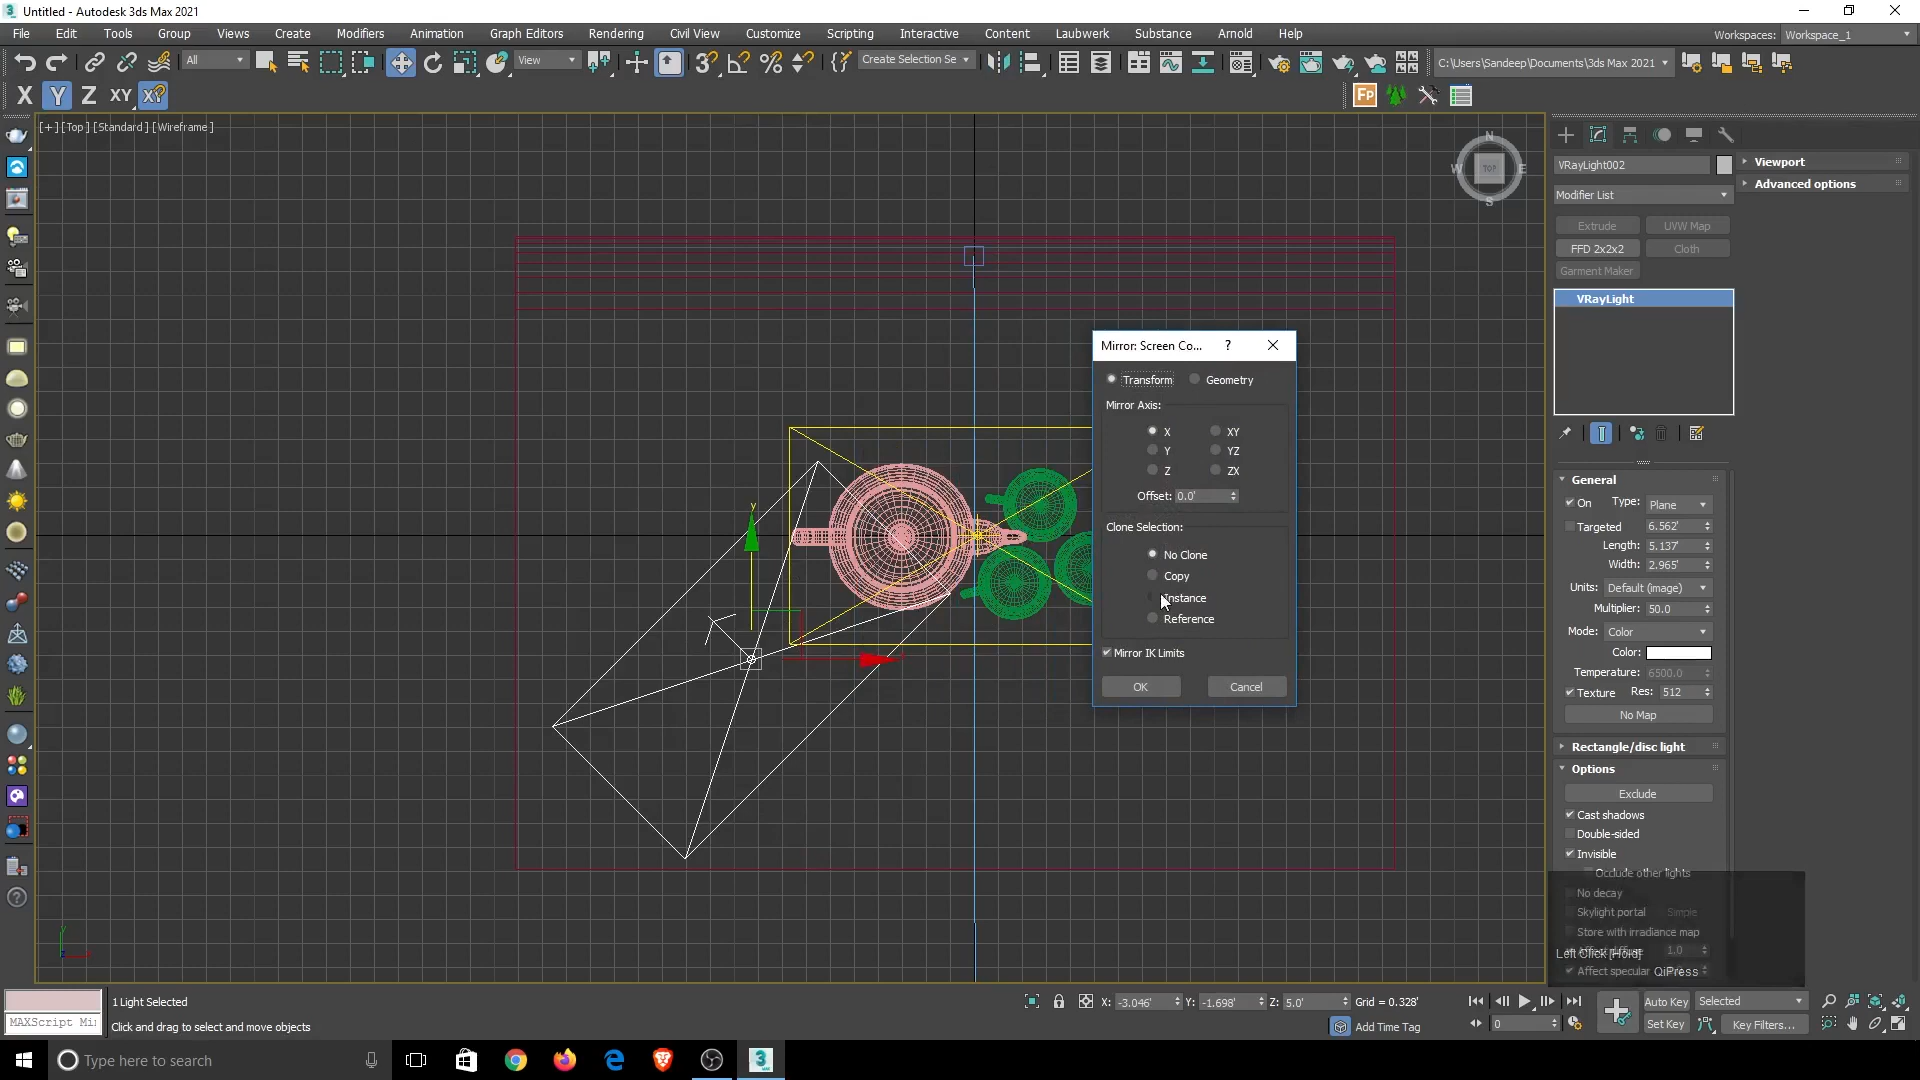 Untitled - Autodesk 3ds Max 2021
File Edit Tools Group Views Create Modifiers Animation Graph Editors Rendering Civil View Customize Scripting Interactive Content Laubwerk Substance Arnold Help
Workspaces: Workspace_1
All
View
Create Selection Se
C:\Users\Sandeep\Documents\3ds Max 2021
X Y Z XY XY
Fp
[+] [Top] [Standard] [Wireframe]
N
W TOP E
S
VRayLight002
Modifier List
Extrude UVW Map
FFD 2x2x2 Cloth
Garment Maker
VRayLight
Viewport
Advanced options
Mirror: Screen Co... ?
Transform Geometry
Mirror Axis:
X XY
Y YZ
Z ZX
Offset: 0.0'
Clone Selection:
No Clone
Copy
Instance
Reference
Mirror IK Limits
OK Cancel
y
General
On Type: Plane
Targeted 6.562'
Length: 5.137'
Width: 2.965'
Units: Default (image)
Multiplier: 50.0
Mode: Color
Color:
Temperature: 6500.0
Texture Res: 512
No Map
Rectangle/disc light
Options
Exclude
Cast shadows
Double-sided
Invisible
Occlude other lights
No decay
Skylight portal Simple
Store with irradiance map
Left Click [Hold] 1.0
Affect specular QiPress
1 Light Selected
Click and drag to select and move objects
MAXScript Mi
X: -3.046' Y: -1.698' Z: 5.0' Grid = 0.328'
Add Time Tag
0
Auto Key Selected
Set Key Key Filters...
Type here to search
3